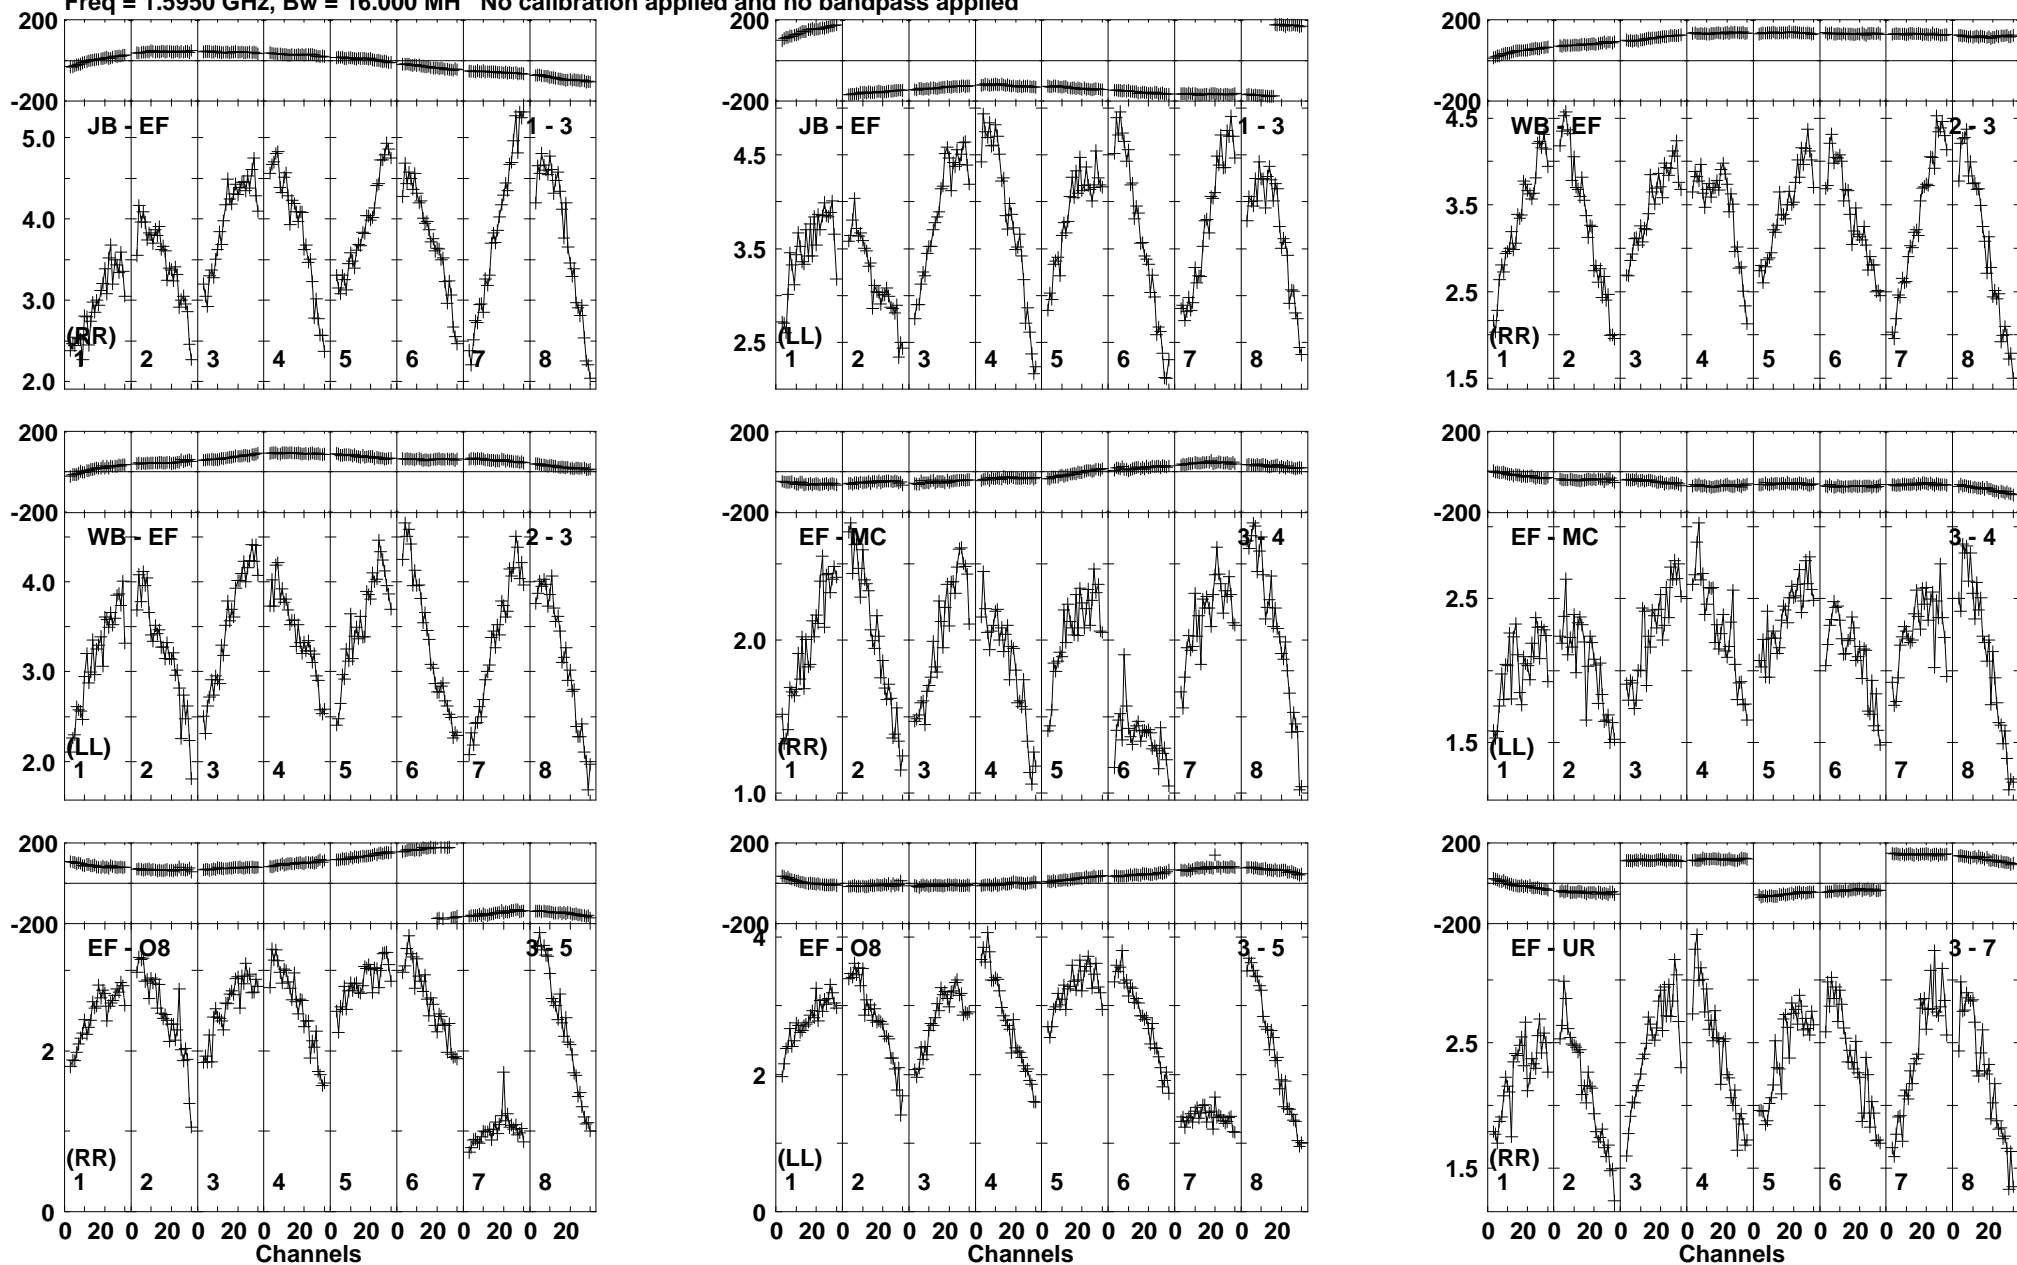 Freq = 1.5950 GHz, Bw = 16.000 MH No calibration applied and no bandpass applied
200
-200
JB - EF 1 - 3
5.0
4.0
3.0
2.0
(RR)
1 2 3 4 5 6 7 8
200
-200
JB - EF 1 - 3
4.5
3.5
2.5
(LL)
1 2 3 4 5 6 7 8
200
-200
WB - EF 2 - 3
4.5
3.5
2.5
1.5
(RR)
1 2 3 4 5 6 7 8
200
-200
WB - EF 2 - 3
4.0
3.0
2.0
(LL)
1 2 3 4 5 6 7 8
200
-200
EF - MC 3 - 4
2.0
1.0
(RR)
1 2 3 4 5 6 7 8
200
-200
EF - MC 3 - 4
2.5
1.5
(LL)
1 2 3 4 5 6 7 8
200
-200
EF - O8 3 - 5
2
0
(RR)
1 2 3 4 5 6 7 8
0 20 0 20 0 20 0 20 0 20 0 20 0 20 0 20
Channels
200
-200
EF - O8 3 - 5
4
2
0
(LL)
1 2 3 4 5 6 7 8
0 20 0 20 0 20 0 20 0 20 0 20 0 20 0 20
Channels
200
-200
EF - UR 3 - 7
2.5
1.5
(RR)
1 2 3 4 5 6 7 8
0 20 0 20 0 20 0 20 0 20 0 20 0 20 0 20
Channels